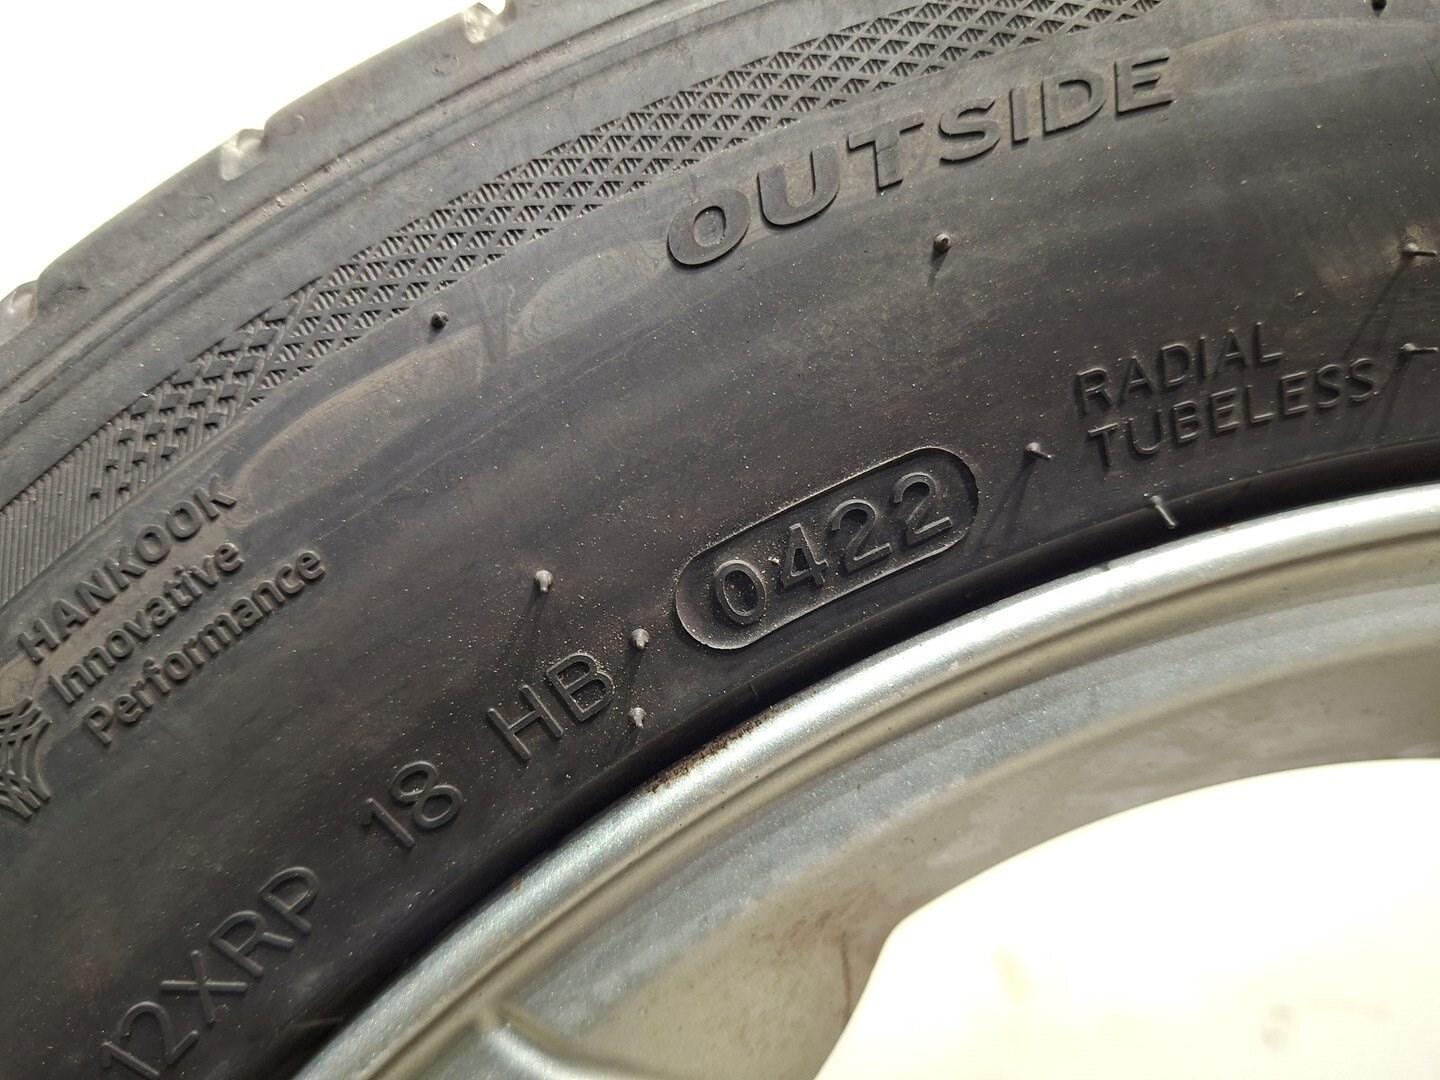 OUTSIDE
RADIAL
TUBELESS
HANKOOK
Innovative
Performance
12XRP 18 HB 0422